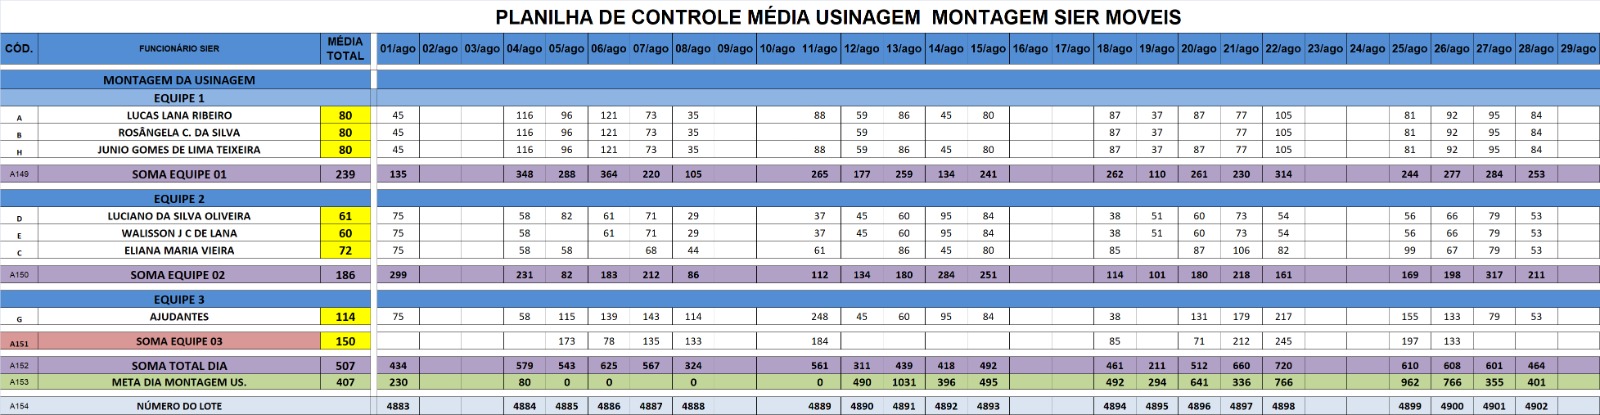 PLANILHA DE CONTROLE MÉDIA USINAGEM MONTAGEM SIER MOVEIS
CÓD. FUNCIONÁRIO SIER MÉDIA TOTAL 01/ago 02/ago 03/ago 04/ago 05/ago 06/ago 07/ago 08/ago 09/ago 10/ago 11/ago 12/ago 13/ago 14/ago 15/ago 16/ago 17/ago 18/ago 19/ago 20/ago 21/ago 22/ago 23/ago 24/ago 25/ago 26/ago 27/ago 28/ago 29/ago
MONTAGEM DA USINAGEM
EQUIPE 1
A LUCAS LANA RIBEIRO 80 45 116 96 121 73 35 88 59 86 45 80 87 37 87 77 105 81 92 95 84
B ROSÂNGELA C. DA SILVA 80 45 116 96 121 73 35 59 87 37 77 105 81 92 95 84
H JUNIO GOMES DE LIMA TEIXEIRA 80 45 116 96 121 73 35 88 59 86 45 80 87 37 87 77 105 81 92 95 84
A149 SOMA EQUIPE 01 239 135 348 288 364 220 105 265 177 259 134 241 262 110 261 230 314 244 277 284 253
EQUIPE 2
D LUCIANO DA SILVA OLIVEIRA 61 75 58 82 61 71 29 37 45 60 95 84 38 51 60 73 54 56 66 79 53
E WALISSON J C DE LANA 60 75 58 61 71 29 37 45 60 95 84 38 51 60 73 54 56 66 79 53
C ELIANA MARIA VIEIRA 72 75 58 58 68 44 61 86 45 80 85 87 106 82 99 67 79 53
A150 SOMA EQUIPE 02 186 299 231 82 183 212 86 112 134 180 284 251 114 101 180 218 161 169 198 317 211
EQUIPE 3
G AJUDANTES 114 75 58 115 139 143 114 248 45 60 95 84 38 131 179 217 155 133 79 53
A151 SOMA EQUIPE 03 150 173 78 135 133 184 85 71 212 245 197 133
A152 SOMA TOTAL DIA 507 434 579 543 625 567 324 561 311 439 418 492 461 211 512 660 720 610 608 601 464
A153 META DIA MONTAGEM US. 407 230 80 0 0 0 0 490 1031 396 495 492 294 641 336 766 962 766 355 401
A154 NÚMERO DO LOTE 4883 4884 4885 4886 4887 4888 4889 4890 4891 4892 4893 4894 4895 4896 4897 4898 4899 4900 4901 4902